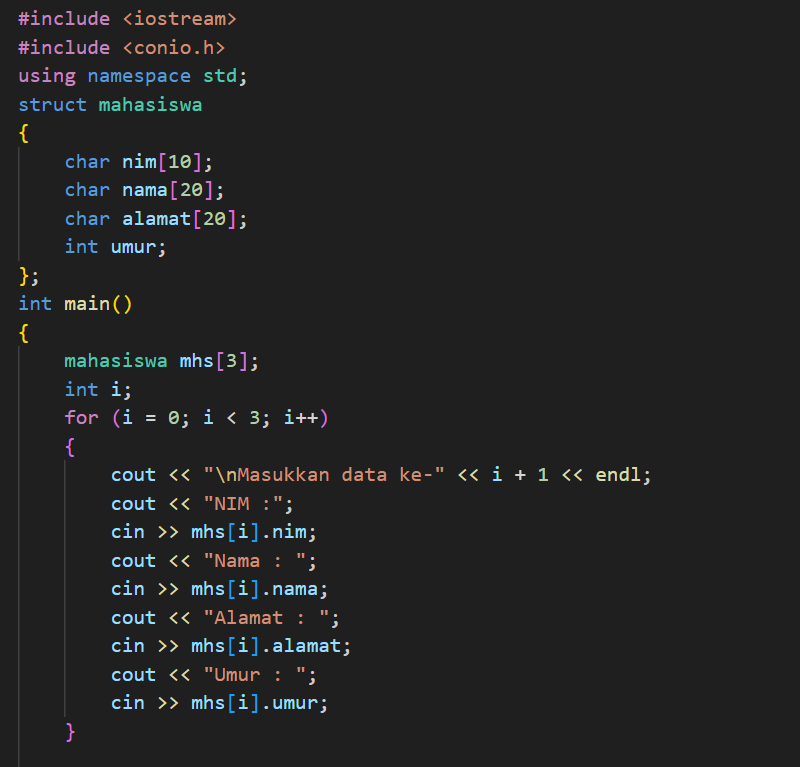 #include <iostream>
#include <conio.h>
using namespace std;
struct mahasiswa
{
    char nim[10];
    char nama[20];
    char alamat[20];
    int umur;
};
int main()
{
    mahasiswa mhs[3];
    int i;
    for (i = 0; i < 3; i++)
    {
        cout << "\nMasukkan data ke-" << i + 1 << endl;
        cout << "NIM :";
        cin >> mhs[i].nim;
        cout << "Nama : ";
        cin >> mhs[i].nama;
        cout << "Alamat : ";
        cin >> mhs[i].alamat;
        cout << "Umur : ";
        cin >> mhs[i].umur;
    }